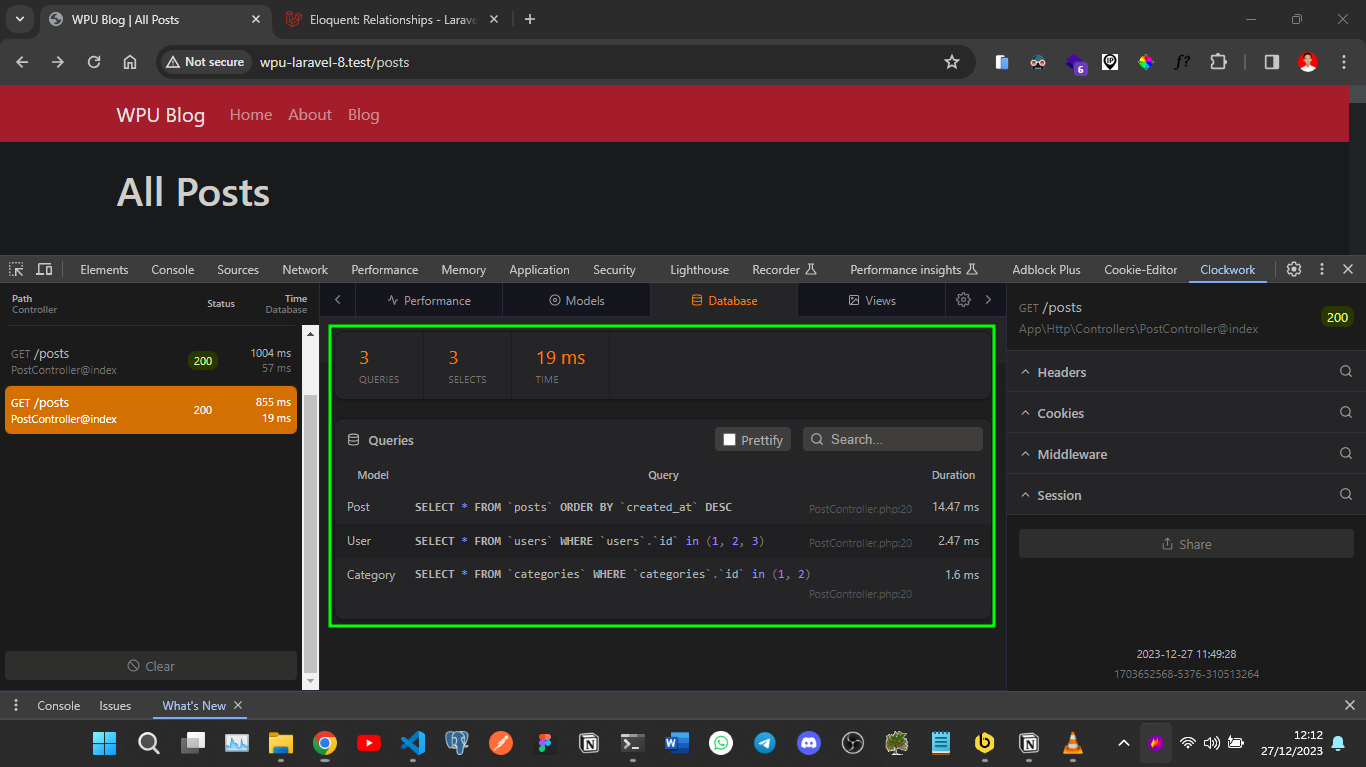 WPU Blog | All Posts
Eloquent: Relationships - Larave
Not secure wpu-laravel-8.test/posts
6
IP
f?
WPU Blog Home About Blog
All Posts
Elements Console Sources Network Performance Memory Application Security Lighthouse Recorder Performance insights Adblock Plus Cookie-Editor Clockwork
Path Status Time
Controller Database
GET /posts 200 1004 ms
PostController@index 57 ms
GET /posts 200 855 ms
PostController@index 19 ms
Clear
Performance Models Database Views
3 3 19 ms
QUERIES SELECTS TIME
Queries Prettify Search...
Model Query Duration
Post SELECT * FROM `posts` ORDER BY `created_at` DESC PostController.php:20 14.47 ms
User SELECT * FROM `users` WHERE `users`.`id` in (1, 2, 3) PostController.php:20 2.47 ms
Category SELECT * FROM `categories` WHERE `categories`.`id` in (1, 2) 1.6 ms
PostController.php:20
GET /posts 200
App\Http\Controllers\PostController@index
Headers
Cookies
Middleware
Session
Share
2023-12-27 11:49:28
1703652568-5376-310513264
Console Issues What's New
12:12
27/12/2023